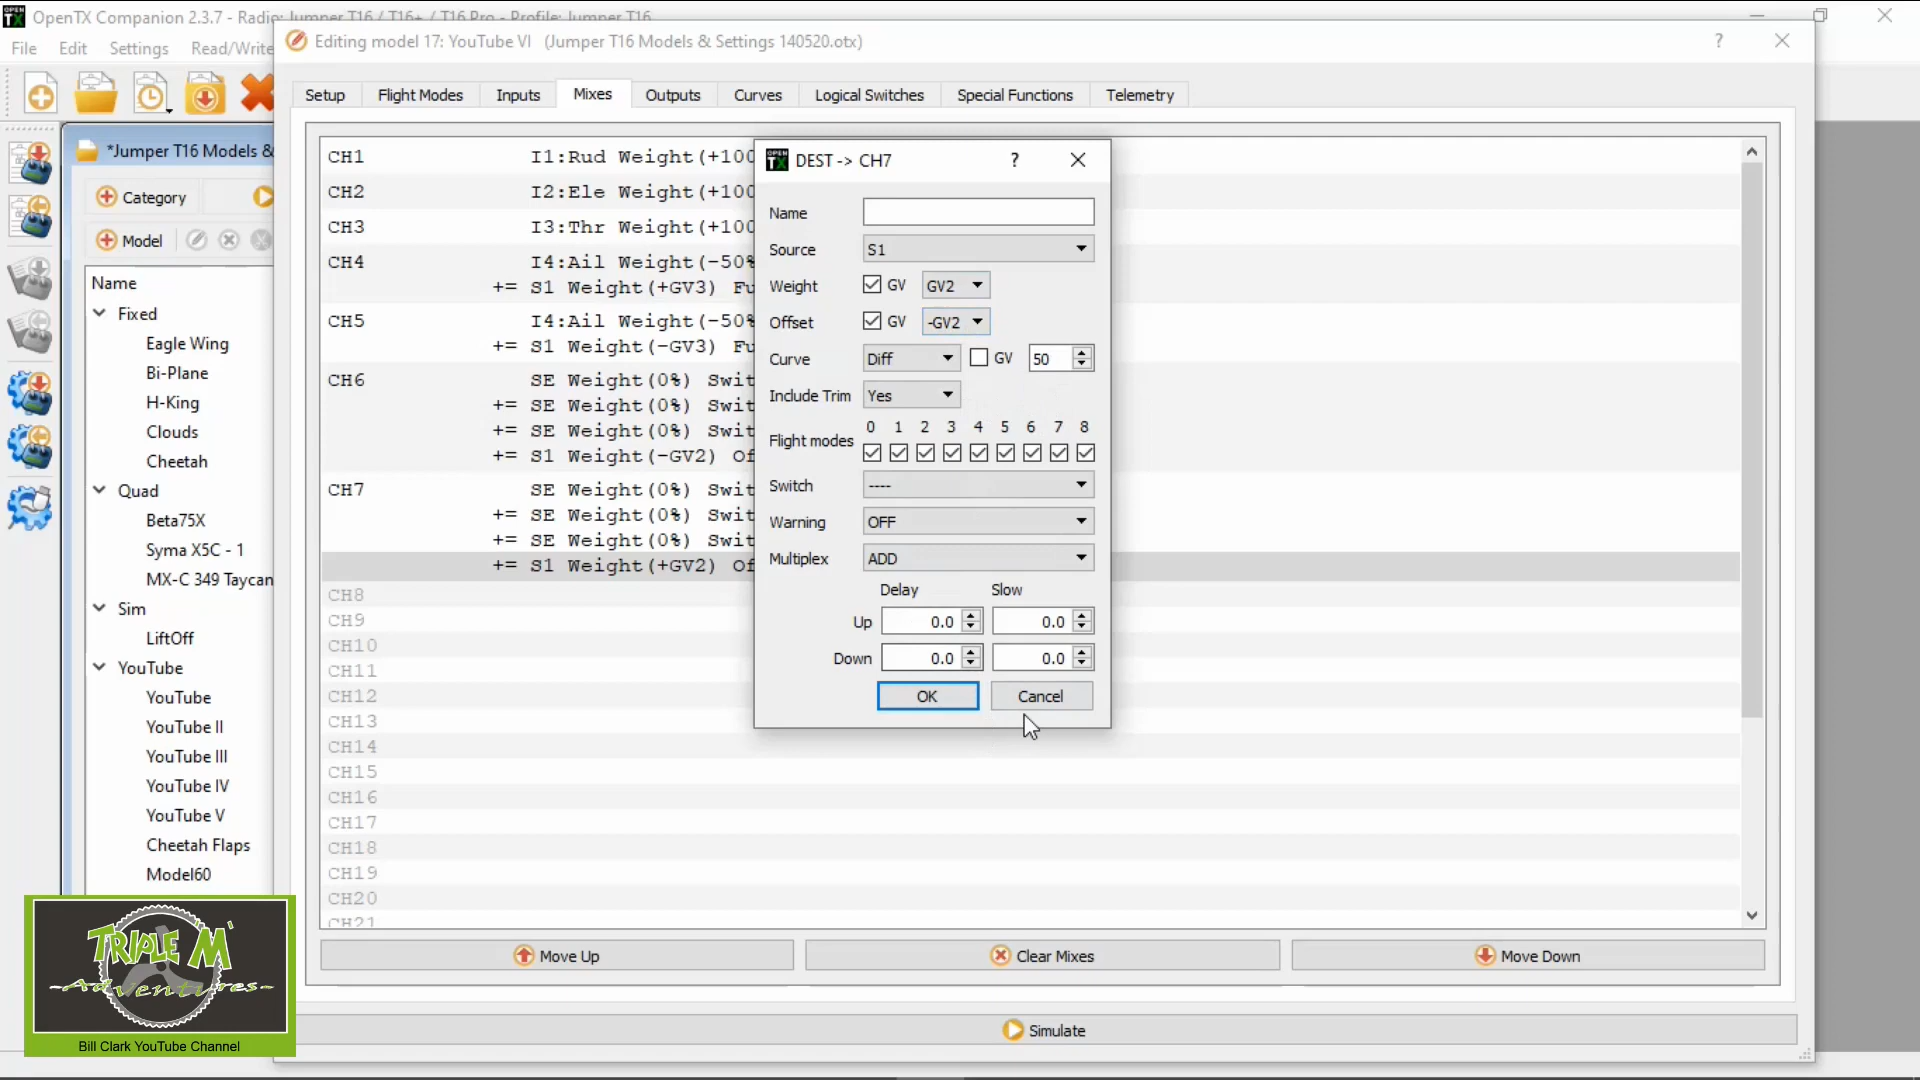 OpenTX Companion 2.3.7 - Radio: Jumper T16 / T16+ / T16 Pro - Profile: Jumper T16
File Edit Settings Read/Write
Editing model 17: YouTube VI (Jumper T16 Models & Settings 140520.otx)
?
Setup Flight Modes Inputs Mixes Outputs Curves Logical Switches Special Functions Telemetry
*Jumper T16 Models &
Category
Model
Name
Fixed
Eagle Wing
Bi-Plane
H-King
Clouds
Cheetah
Quad
Beta75X
Syma X5C - 1
MX-C 349 Taycan
Sim
LiftOff
YouTube
YouTube
YouTube II
YouTube III
YouTube IV
YouTube V
Cheetah Flaps
Model60
CH1 I1:Rud Weight(+100
CH2 I2:Ele Weight(+100
CH3 I3:Thr Weight(+100
CH4 I4:Ail Weight(-50%
+= S1 Weight(+GV3) Fu
CH5 I4:Ail Weight(-50%
+= S1 Weight(-GV3) Fu
CH6 SE Weight(0%) Swit
+= SE Weight(0%) Swit
+= SE Weight(0%) Swit
+= S1 Weight(-GV2) Of
CH7 SE Weight(0%) Swit
+= SE Weight(0%) Swit
+= SE Weight(0%) Swit
+= S1 Weight(+GV2) Of
CH8
CH9
CH10
CH11
CH12
CH13
CH14
CH15
CH16
CH17
CH18
CH19
CH20
CH21
OPEN TX DEST -> CH7 ?
Name
Source S1
Weight GV GV2
Offset GV -GV2
Curve Diff GV 50
Include Trim Yes
0 1 2 3 4 5 6 7 8
Flight modes
Switch ----
Warning OFF
Multiplex ADD
Delay Slow
Up 0.0 0.0
Down 0.0 0.0
OK Cancel
Move Up Clear Mixes Move Down
Simulate
TRIPLE M
-Adventures-
Bill Clark YouTube Channel